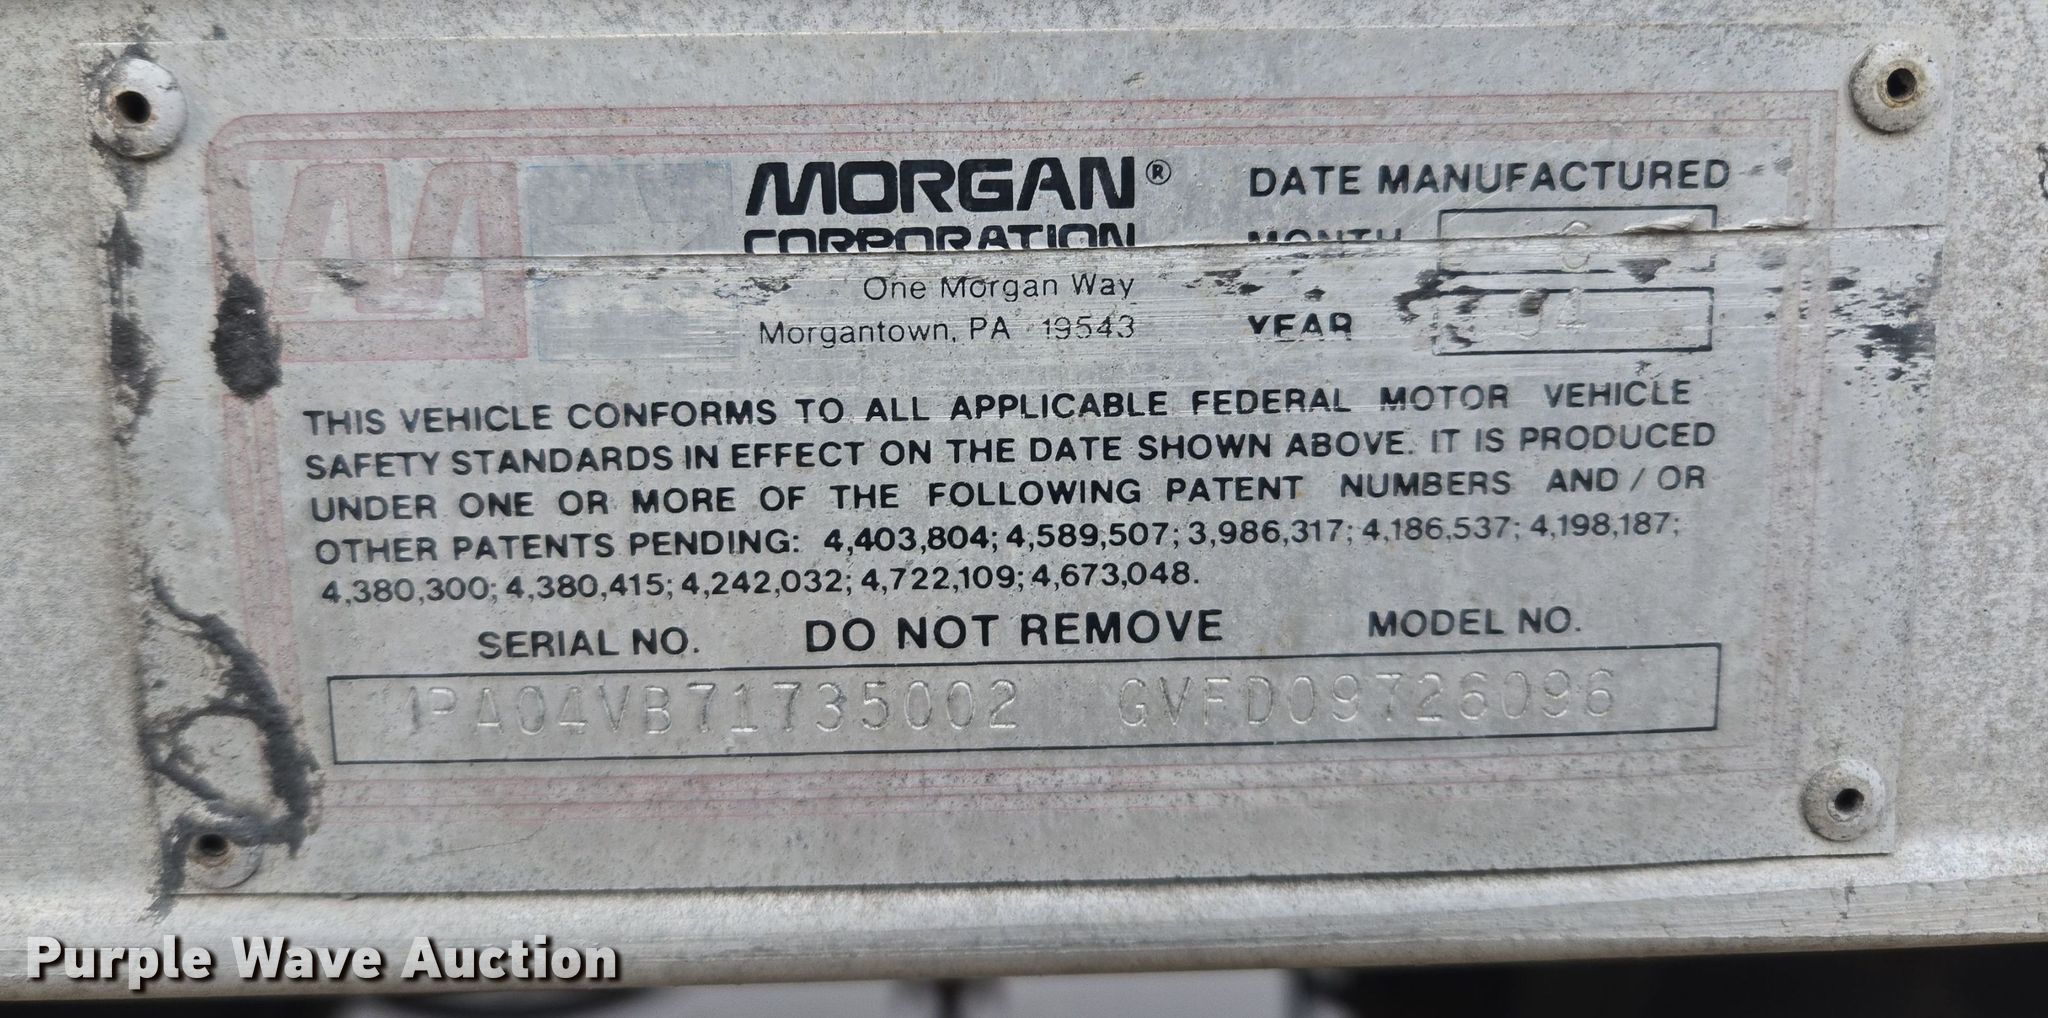 MORGAN® DATE MANUFACTURED
CORPORATION MONTH
One Morgan Way
Morgantown, PA 19543 YEAR 94
THIS VEHICLE CONFORMS TO ALL APPLICABLE FEDERAL MOTOR VEHICLE
SAFETY STANDARDS IN EFFECT ON THE DATE SHOWN ABOVE. IT IS PRODUCED
UNDER ONE OR MORE OF THE FOLLOWING PATENT NUMBERS AND / OR
OTHER PATENTS PENDING: 4,403,804; 4,589,507; 3,986,317; 4,186,537; 4,198,187;
4,380,300; 4,380,415; 4,242,032; 4,722,109; 4,673,048.
SERIAL NO. DO NOT REMOVE MODEL NO.
GVFD09726096
Purple Wave Auction